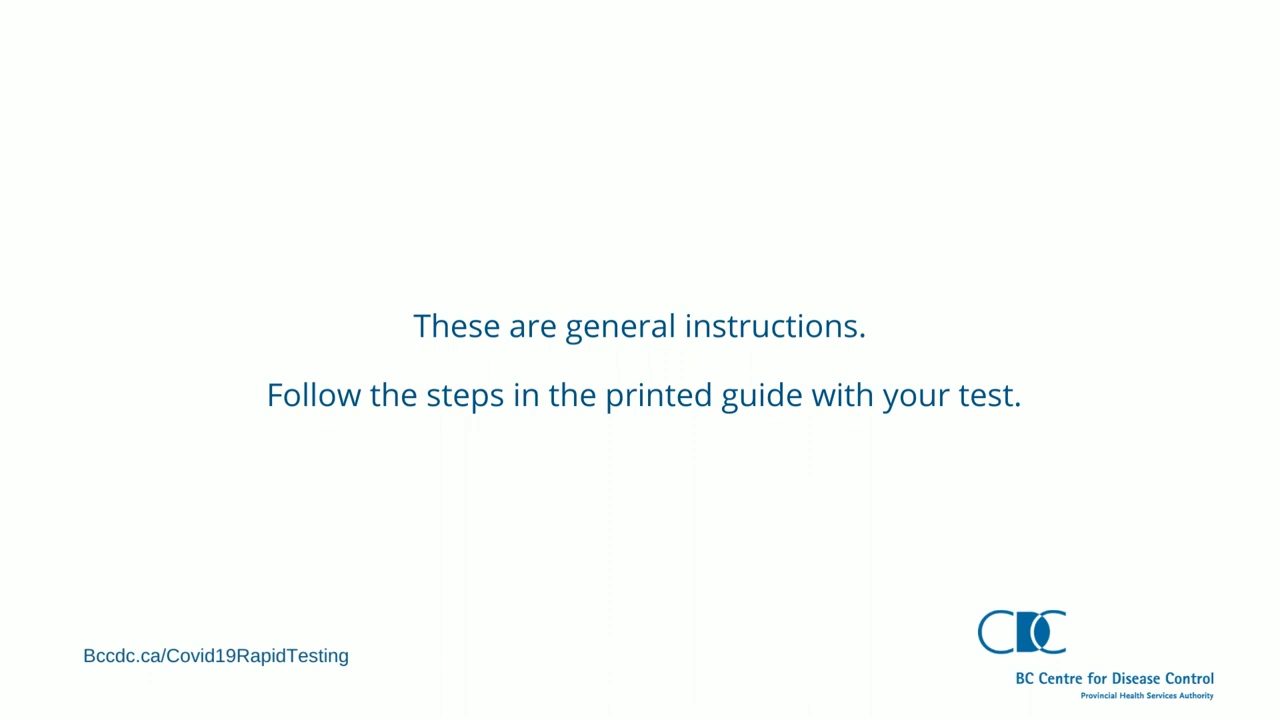 These are general instructions.
Follow the steps in the printed guide with your test.
Bccdc.ca/Covid19RapidTesting
CDC
BC Centre for Disease Control
Provincial Health Services Authority